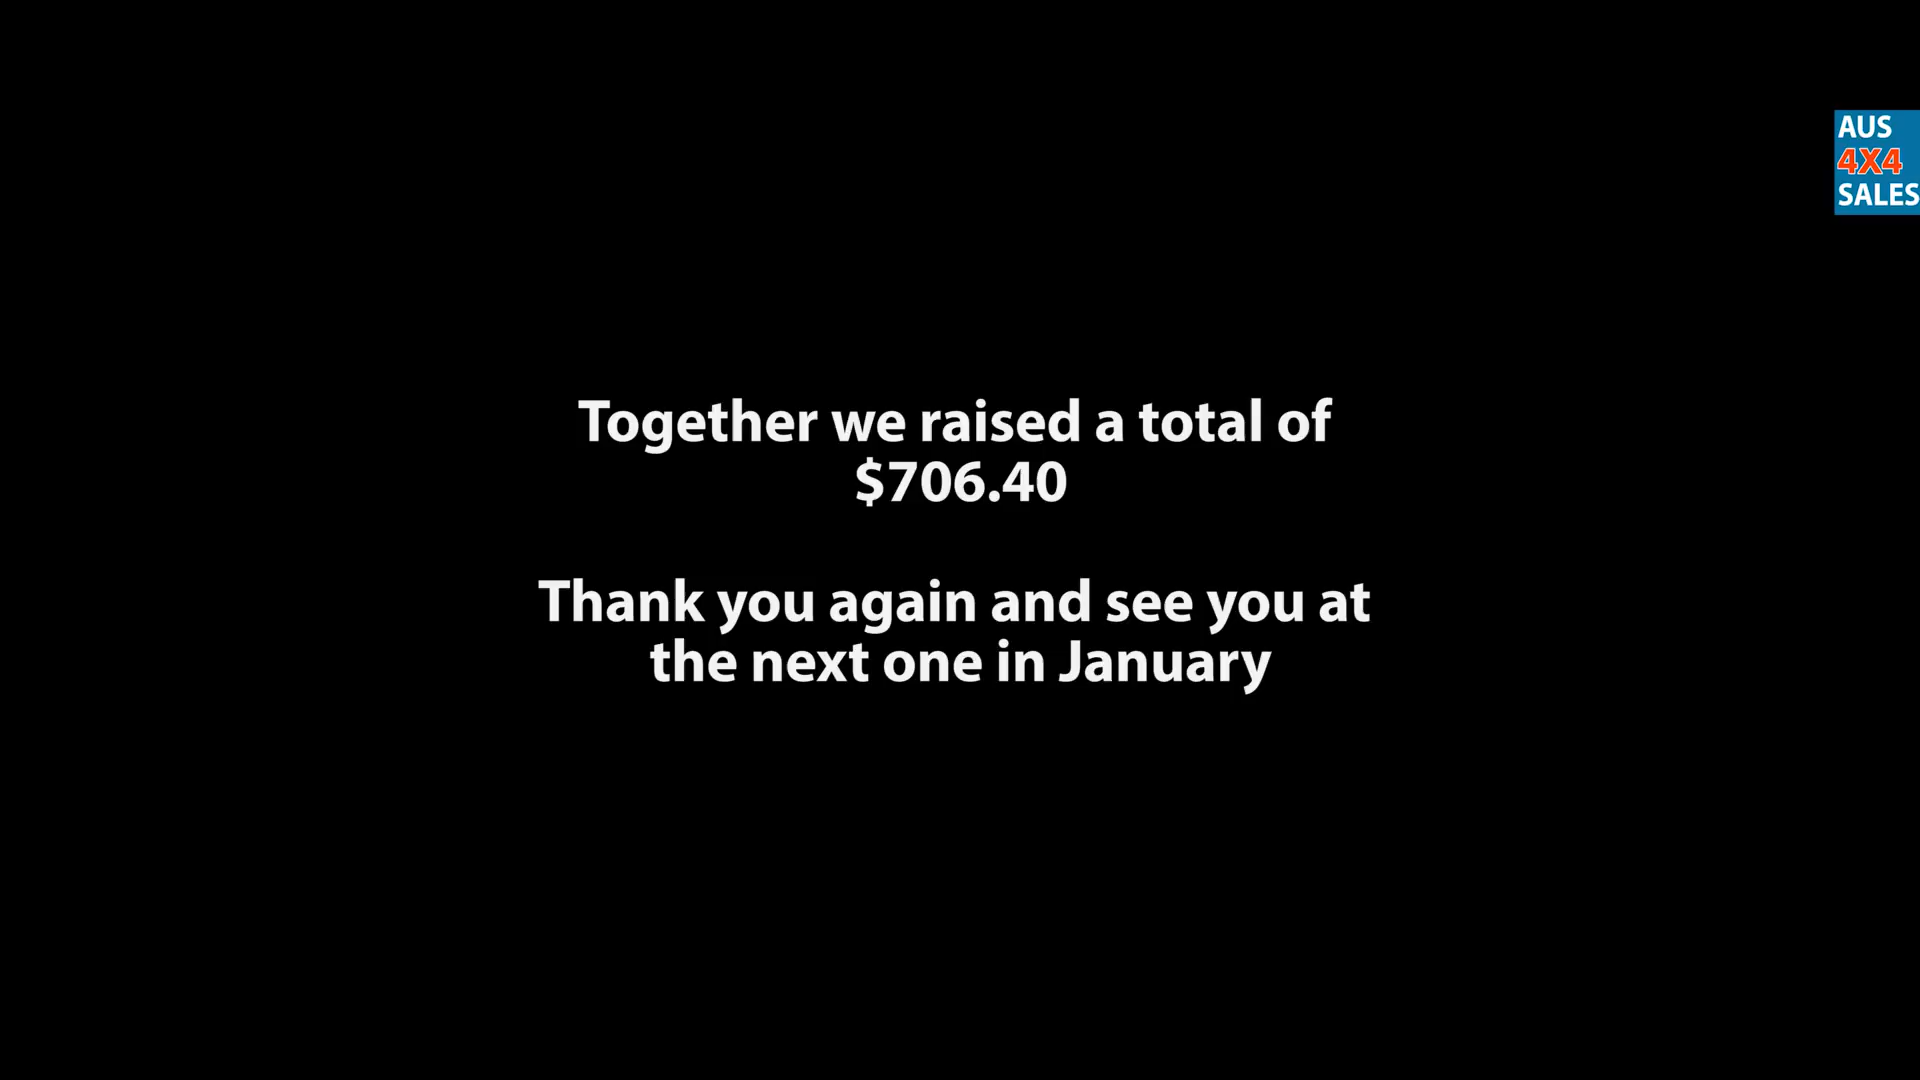 AUS
4X4
SALES
Together we raised a total of
$706.40
Thank you again and see you at
the next one in January